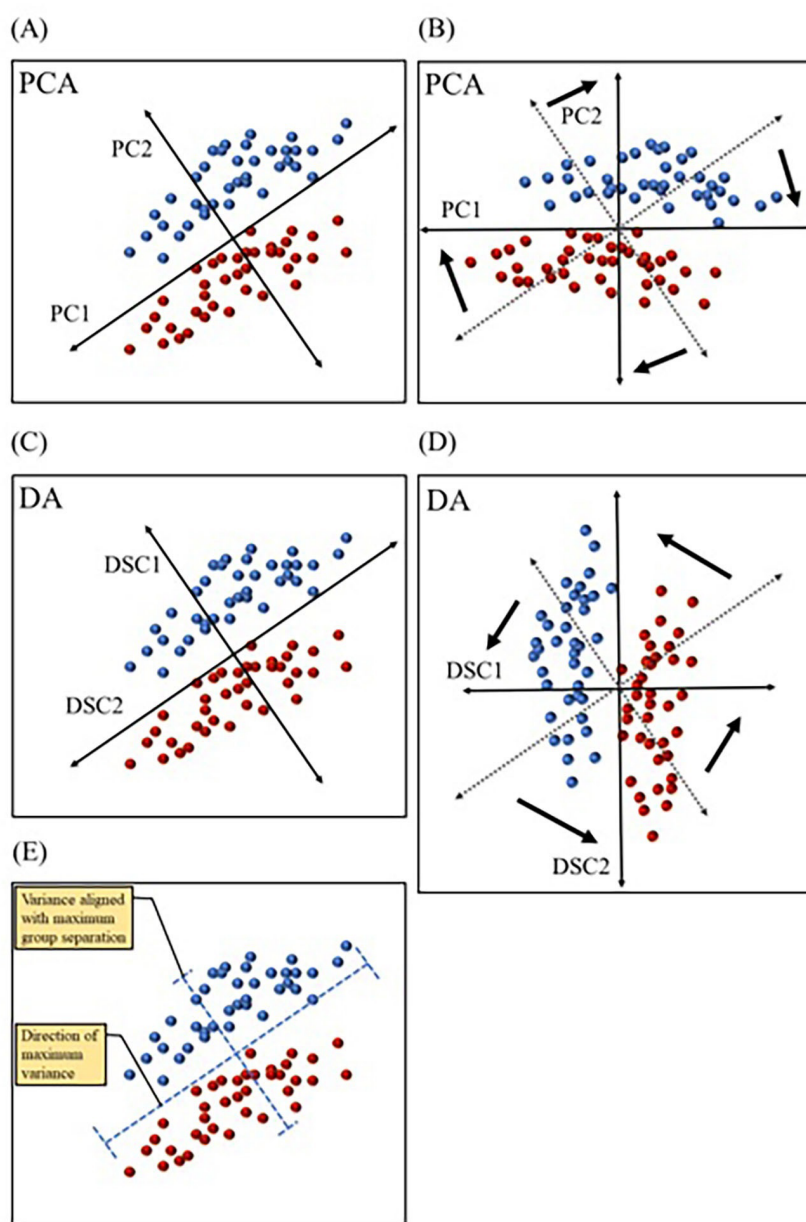 (A)
PCA
PC2
PC1
(B)
PCA
PC2
PC1
(C)
DA
DSC1
DSC2
(D)
DA
DSC1
DSC2
(E)
Variance aligned
with maximum
group separation
Direction of
maximum
variance